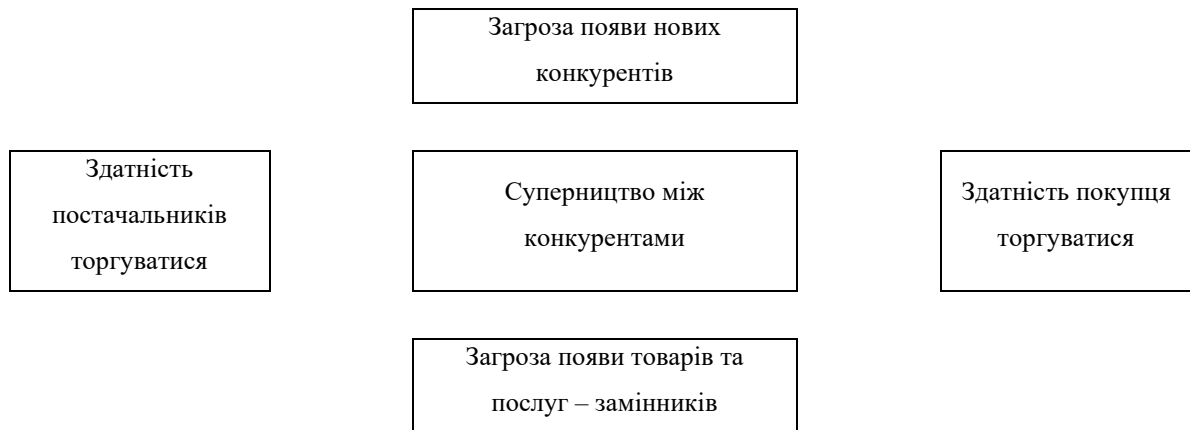 Загроза появи нових
конкурентів
Здатність
постачальників
торгуватися
Суперництво між
конкурентами
Здатність покупця
торгуватися
Загроза появи товарів та
послуг – замінників